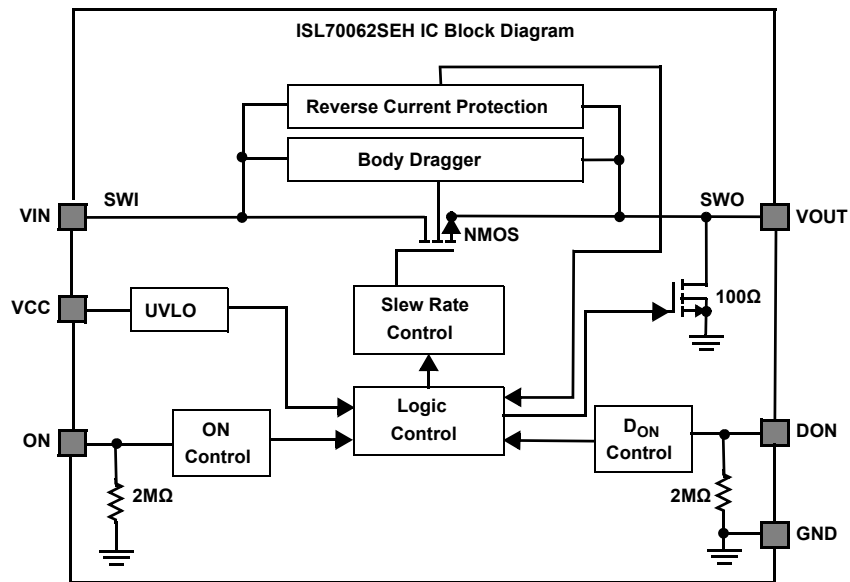 ISL70062SEH IC Block Diagram
Reverse Current Protection
Body Dragger
VIN
SWI
SWO
VOUT
NMOS
VCC
UVLO
Slew Rate
Control
100Ω
ON
ON
Control
Logic
Control
DON
Control
DON
2MΩ
2MΩ
GND